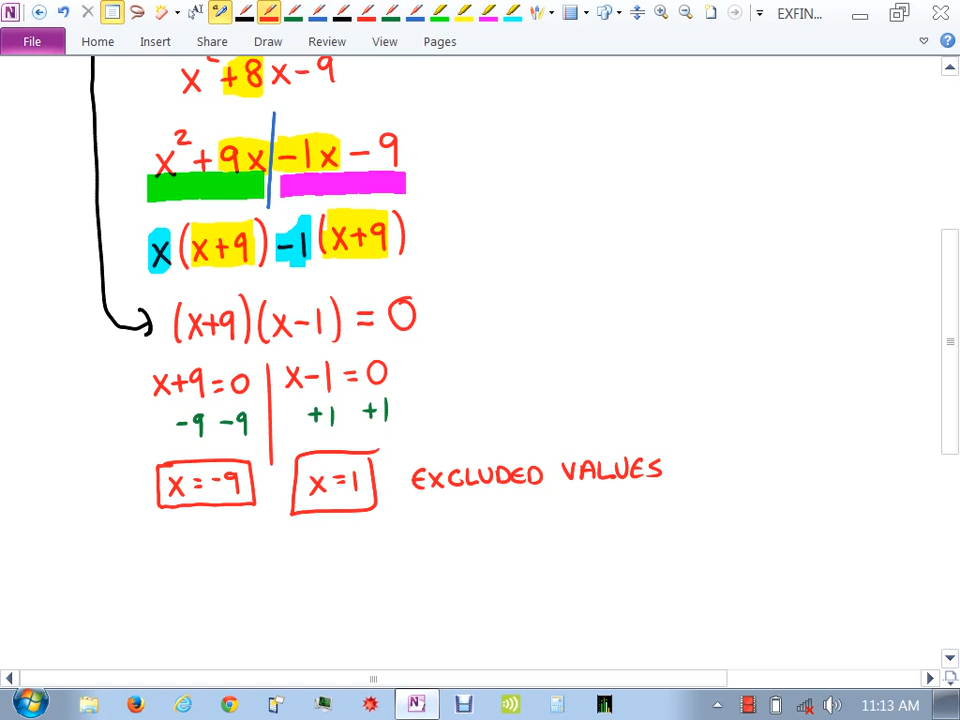 EXFIN...
File Home Insert Share Draw Review View Pages
x² +8x-9
x² + 9x -1x - 9
x (x+9) -1 (x+9)
(x+9)(x-1) = 0
x+9=0 x-1=0
-9 -9 +1 +1
x=-9 x=1 EXCLUDED VALUES
11:13 AM